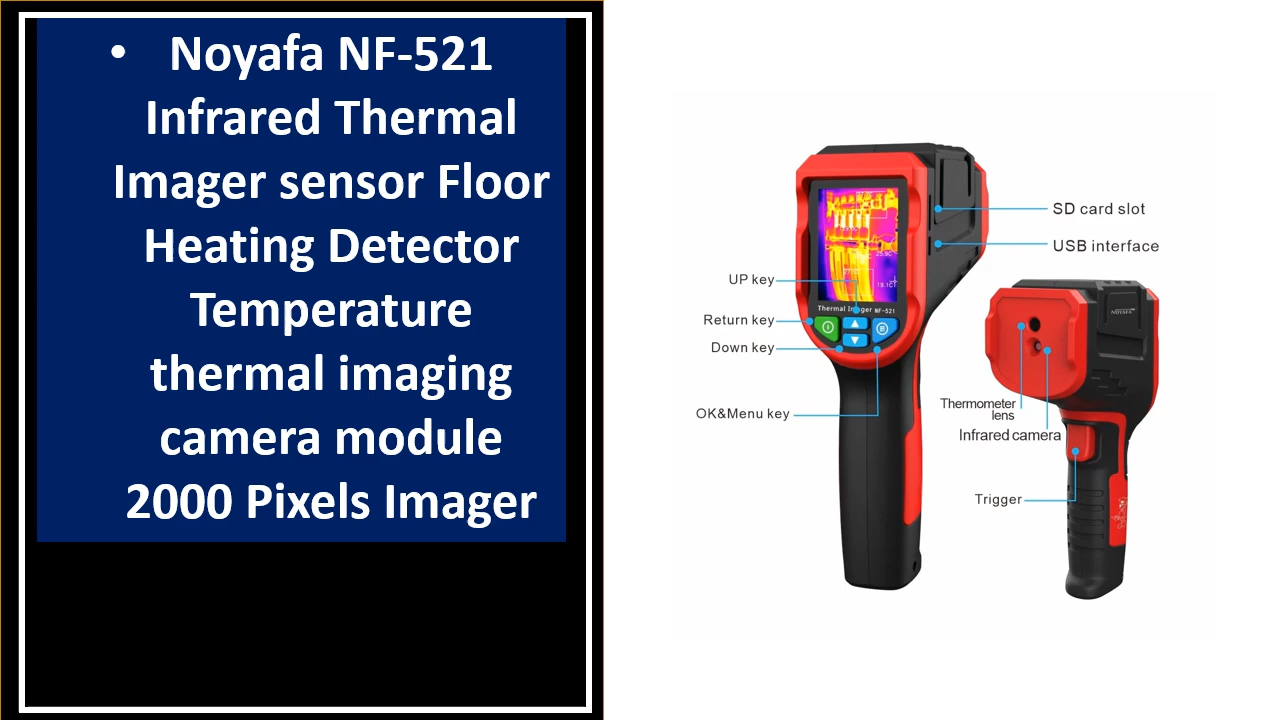 • Noyafa NF-521
Infrared Thermal
Imager sensor Floor
Heating Detector
Temperature
thermal imaging
camera module
2000 Pixels Imager
SD card slot
USB interface
UP key
Return key
Down key
OK&Menu key
Thermal Imager NF-521
NOYAFA
Thermometer
lens
Infrared camera
Trigger